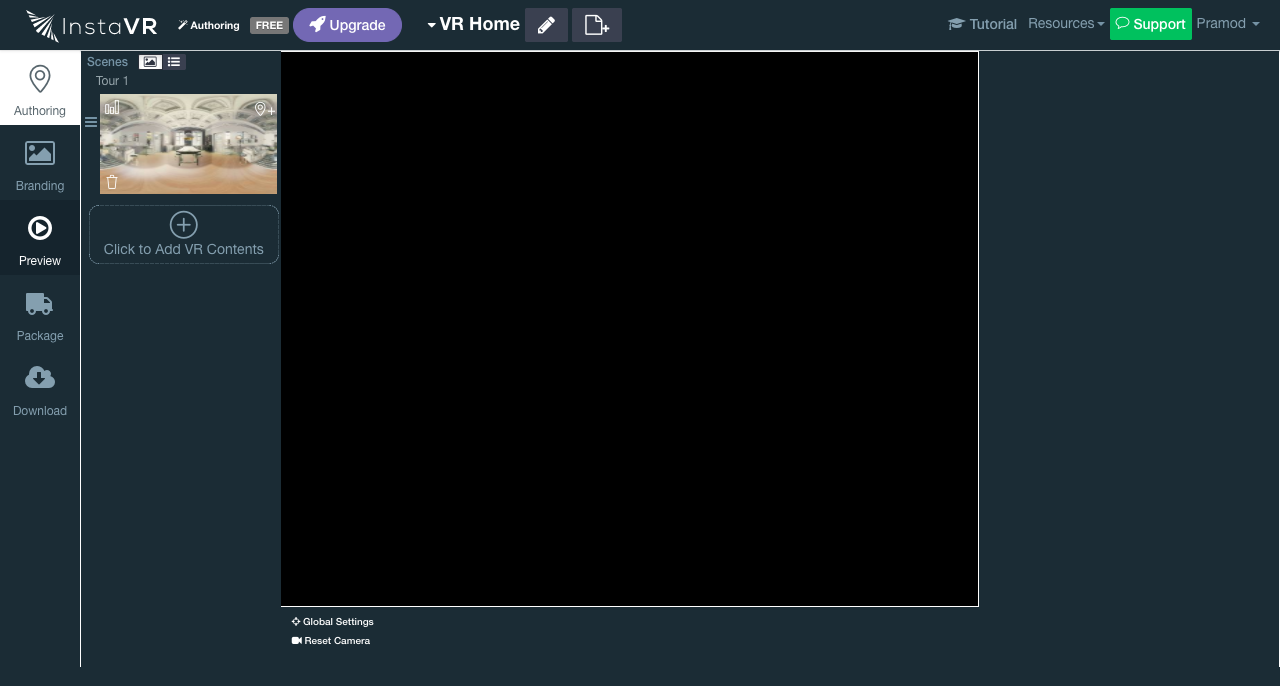 InstaVR
Authoring
FREE
Upgrade
VR Home
Tutorial
Resources
Support
Pramod
Authoring
Branding
Preview
Package
Download
Scenes
Tour 1
Click to Add VR Contents
Global Settings
Reset Camera